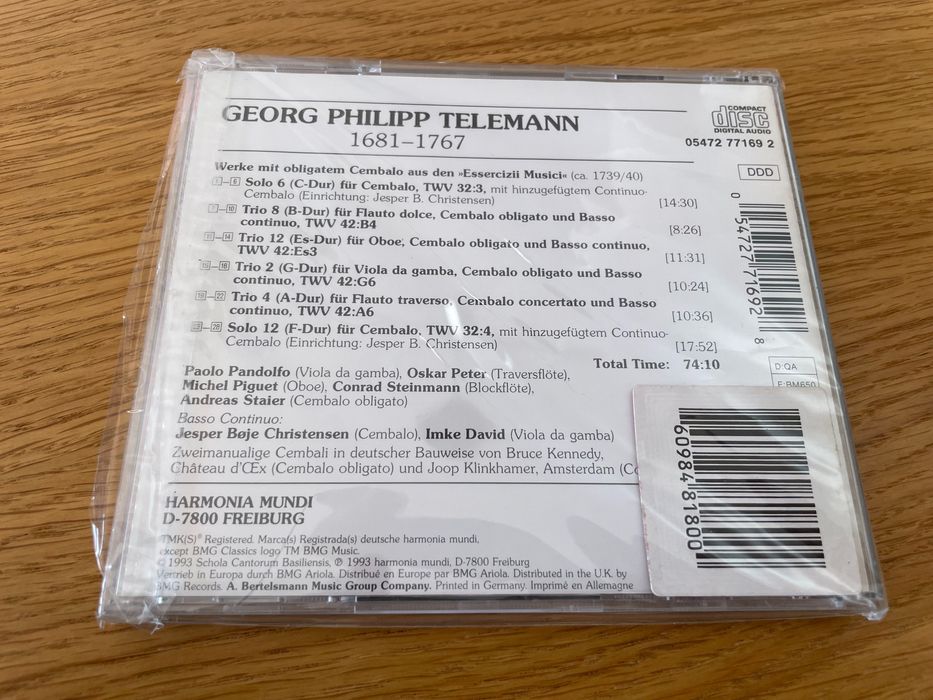 GEORG PHILIPP TELEMANN
1681–1767
COMPACT
disc
DIGITAL AUDIO
05472 77169 2
DDD
Werke mit obligatem Cembalo aus den »Essercizii Musici« (ca. 1739/40)
–6 Solo 6 (C-Dur) für Cembalo, TWV 32:3, mit hinzugefügtem Continuo-
Cembalo (Einrichtung: Jesper B. Christensen) [14:30]
–10 Trio 8 (B-Dur) für Flauto dolce, Cembalo obligato und Basso
continuo, TWV 42:B4 [8:26]
–14 Trio 12 (Es-Dur) für Oboe, Cembalo obligato und Basso continuo,
TWV 42:Es3 [11:31]
–18 Trio 2 (G-Dur) für Viola da gamba, Cembalo obligato und Basso
continuo, TWV 42:G6 [10:24]
19–22 Trio 4 (A-Dur) für Flauto traverso, Cembalo concertato und Basso
continuo, TWV 42:A6 [10:36]
–28 Solo 12 (F-Dur) für Cembalo, TWV 32:4, mit hinzugefügtem Continuo-
Cembalo (Einrichtung: Jesper B. Christensen) [17:52]
Total Time: 74:10
Paolo Pandolfo (Viola da gamba), Oskar Peter (Traversflöte),
Michel Piguet (Oboe), Conrad Steinmann (Blockflöte),
Andreas Staier (Cembalo obligato)
Basso Continuo:
Jesper Bøje Christensen (Cembalo), Imke David (Viola da gamba)
Zweimanualige Cembali in deutscher Bauweise von Bruce Kennedy,
Château d'Œx (Cembalo obligato) und Joop Klinkhamer, Amsterdam (Co
HARMONIA MUNDI
D-7800 FREIBURG
TMK(S)® Registered. Marca(s) Registrada(s) deutsche harmonia mundi,
except BMG Classics logo TM BMG Music.
© 1993 Schola Cantorum Basiliensis, ℗ 1993 harmonia mundi, D-7800 Freiburg
Vertrieb in Europa durch BMG Ariola. Distribué en Europe par BMG Ariola. Distributed in the U.K. by
BMG Records. A. Bertelsmann Music Group Company. Printed in Germany. Imprimé en Allemagne
0 54727 71692 8
D:QA
F:BM650
60984 81800